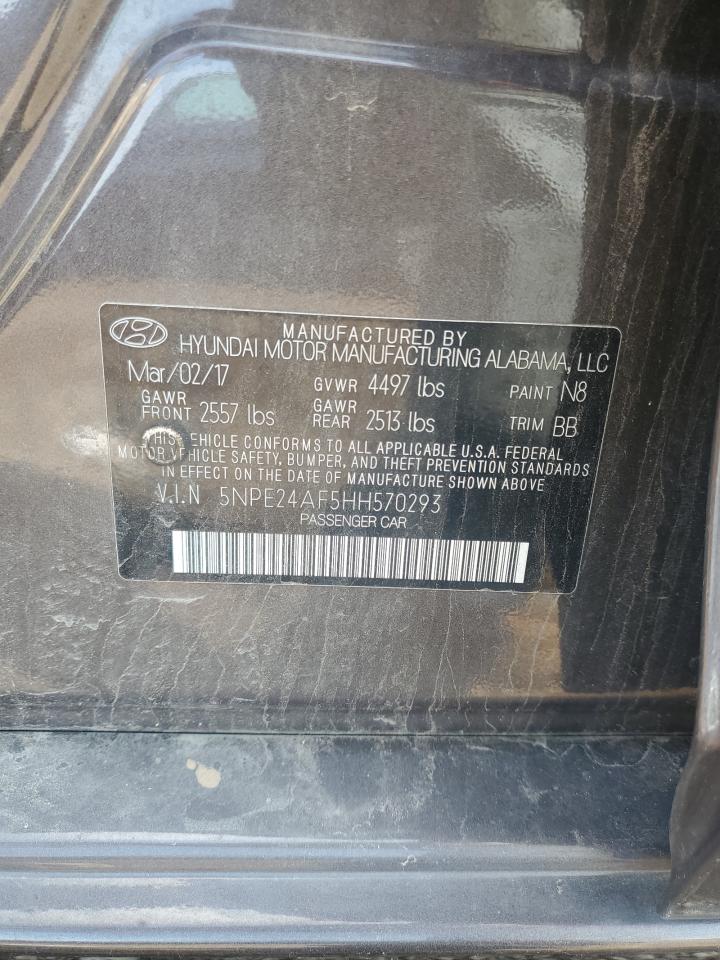 MANUFACTURED BY
HYUNDAI MOTOR MANUFACTURING ALABAMA, LLC
Mar/02/17 GVWR 4497 lbs PAINT N8
GAWR FRONT 2557 lbs GAWR REAR 2513 lbs TRIM BB
THIS VEHICLE CONFORMS TO ALL APPLICABLE U.S.A. FEDERAL
MOTOR VEHICLE SAFETY, BUMPER, AND THEFT PREVENTION STANDARDS
IN EFFECT ON THE DATE OF MANUFACTURE SHOWN ABOVE.
V.I.N 5NPE24AF5HH570293
PASSENGER CAR